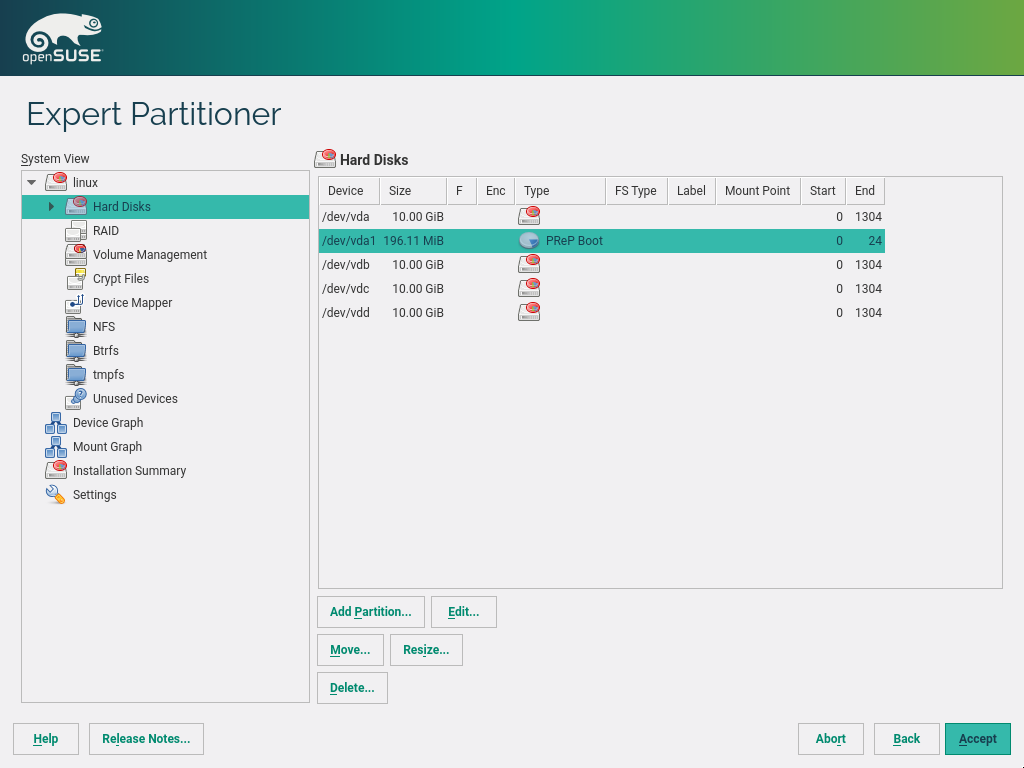 openSUSE
Expert Partitioner
System View
linux
Hard Disks
RAID
Volume Management
Crypt Files
Device Mapper
NFS
Btrfs
tmpfs
Unused Devices
Device Graph
Mount Graph
Installation Summary
Settings
Hard Disks
Device Size F Enc Type FS Type Label Mount Point Start End
/dev/vda 10.00 GiB 0 1304
/dev/vda1 196.11 MiB PReP Boot 0 24
/dev/vdb 10.00 GiB 0 1304
/dev/vdc 10.00 GiB 0 1304
/dev/vdd 10.00 GiB 0 1304
Add Partition... Edit...
Move... Resize...
Delete...
Help Release Notes... Abort Back Accept